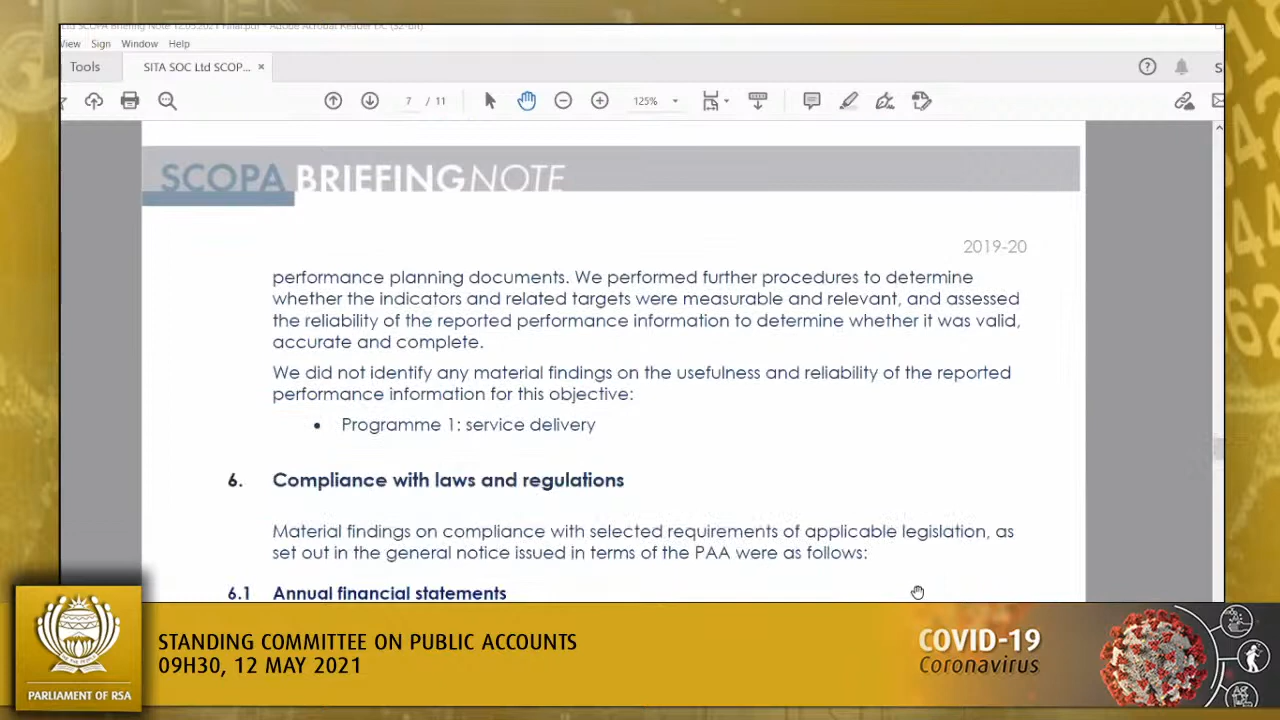 View Sign Window Help
Tools SITA SOC Ltd SCOP... ×
7 / 11 125%
SCOPA BRIEFINGNOTE
2019-20
performance planning documents. We performed further procedures to determine
whether the indicators and related targets were measurable and relevant, and assessed
the reliability of the reported performance information to determine whether it was valid,
accurate and complete.
We did not identify any material findings on the usefulness and reliability of the reported
performance information for this objective:
• Programme 1: service delivery
6. Compliance with laws and regulations
Material findings on compliance with selected requirements of applicable legislation, as
set out in the general notice issued in terms of the PAA were as follows:
6.1 Annual financial statements
STANDING COMMITTEE ON PUBLIC ACCOUNTS
09H30, 12 MAY 2021
PARLIAMENT OF RSA
COVID-19
Coronavirus